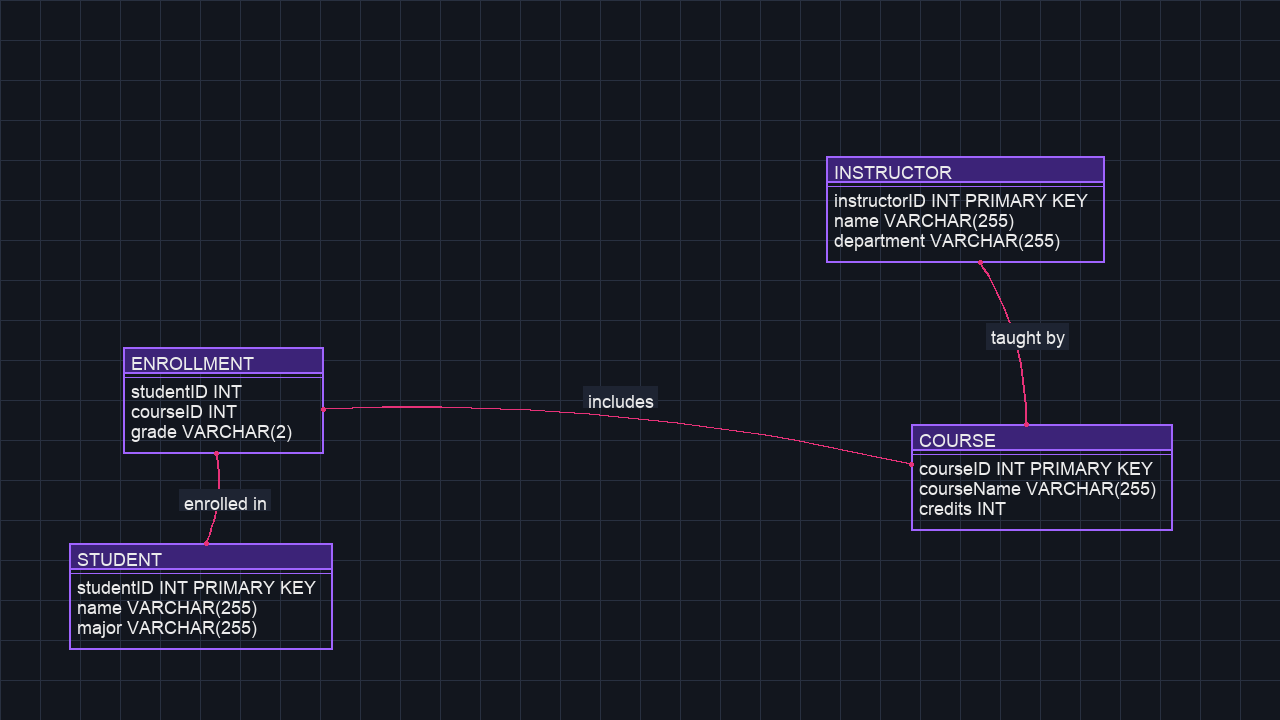 INSTRUCTOR
instructorID INT PRIMARY KEY
name VARCHAR(255)
department VARCHAR(255)
taught by
ENROLLMENT
studentID INT
courseID INT
grade VARCHAR(2)
includes
COURSE
courseID INT PRIMARY KEY
courseName VARCHAR(255)
credits INT
enrolled in
STUDENT
studentID INT PRIMARY KEY
name VARCHAR(255)
major VARCHAR(255)